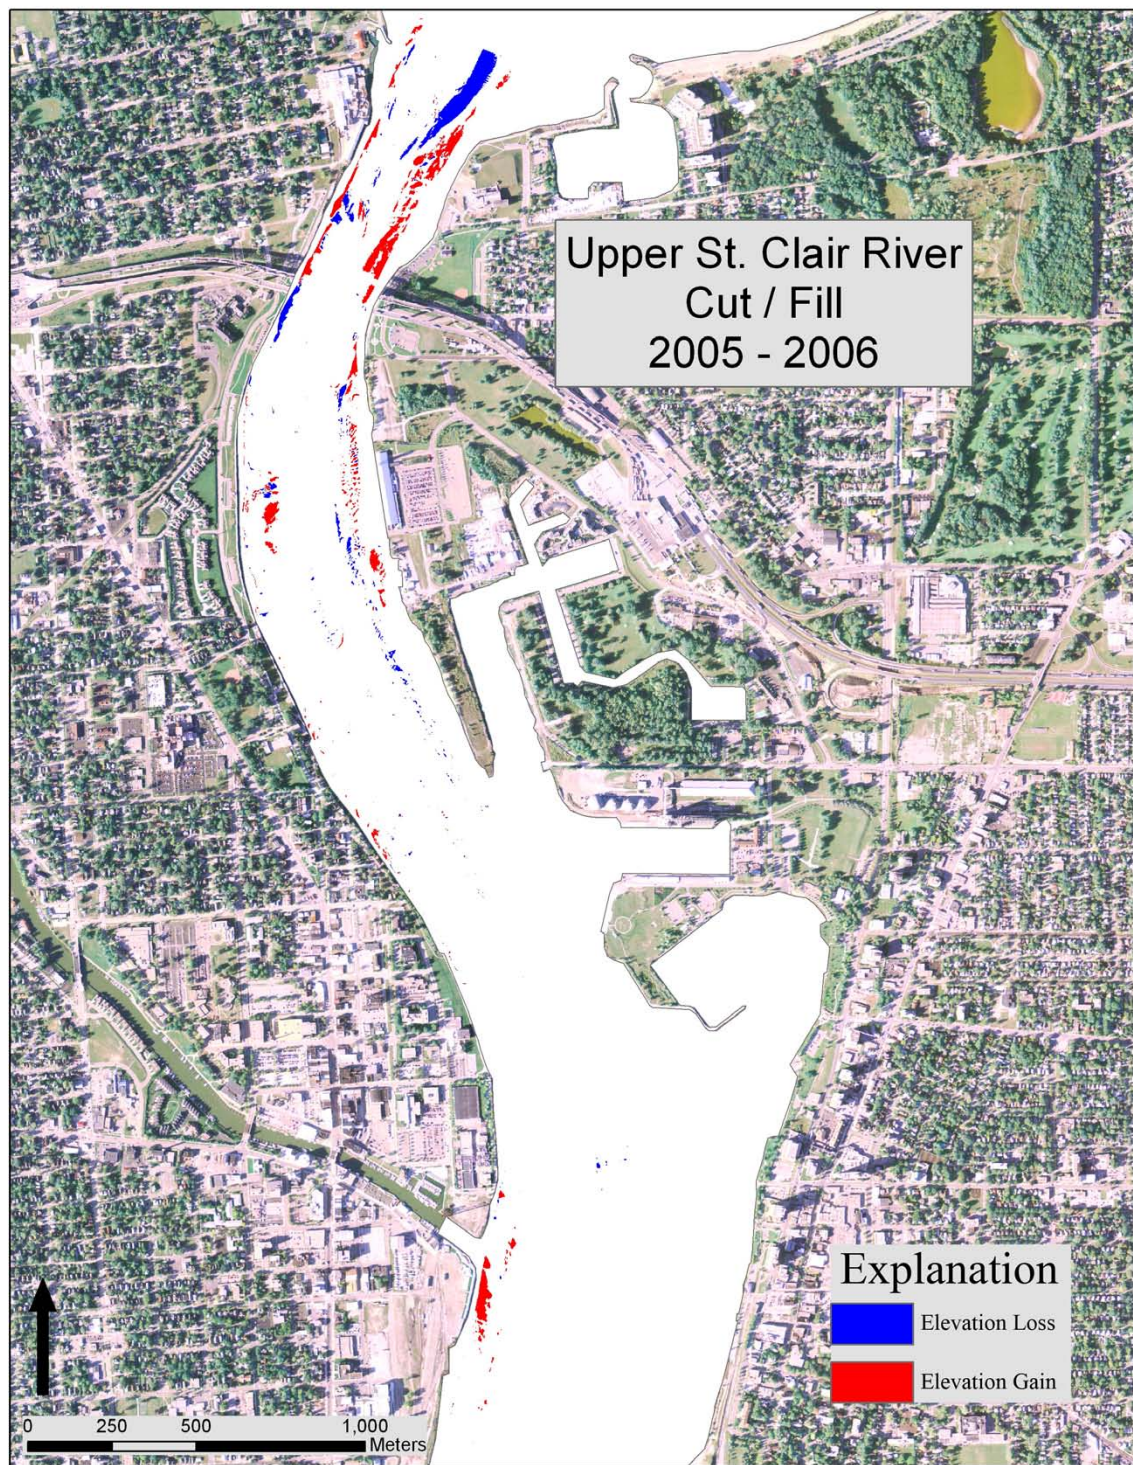 Upper St. Clair River
Cut / Fill
2005 - 2006
Explanation
Elevation Loss
Elevation Gain
0 250 500 1,000
Meters